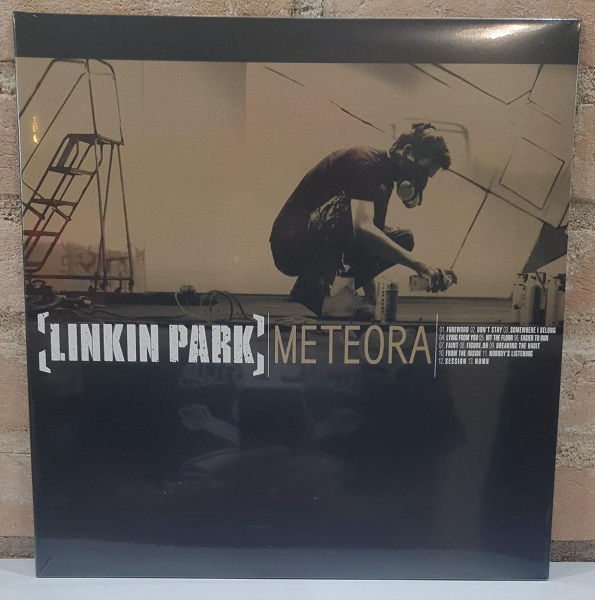 [LINKIN PARK]
METEORA
01. FOREWORD 02. DON'T STAY 03. SOMEWHERE I BELONG
04. LYING FROM YOU 05. HIT THE FLOOR 06. EASIER TO RUN
07. FAINT 08. FIGURE.09 09. BREAKING THE HABIT
10. FROM THE INSIDE 11. NOBODY'S LISTENING
12. SESSION 13. NUMB